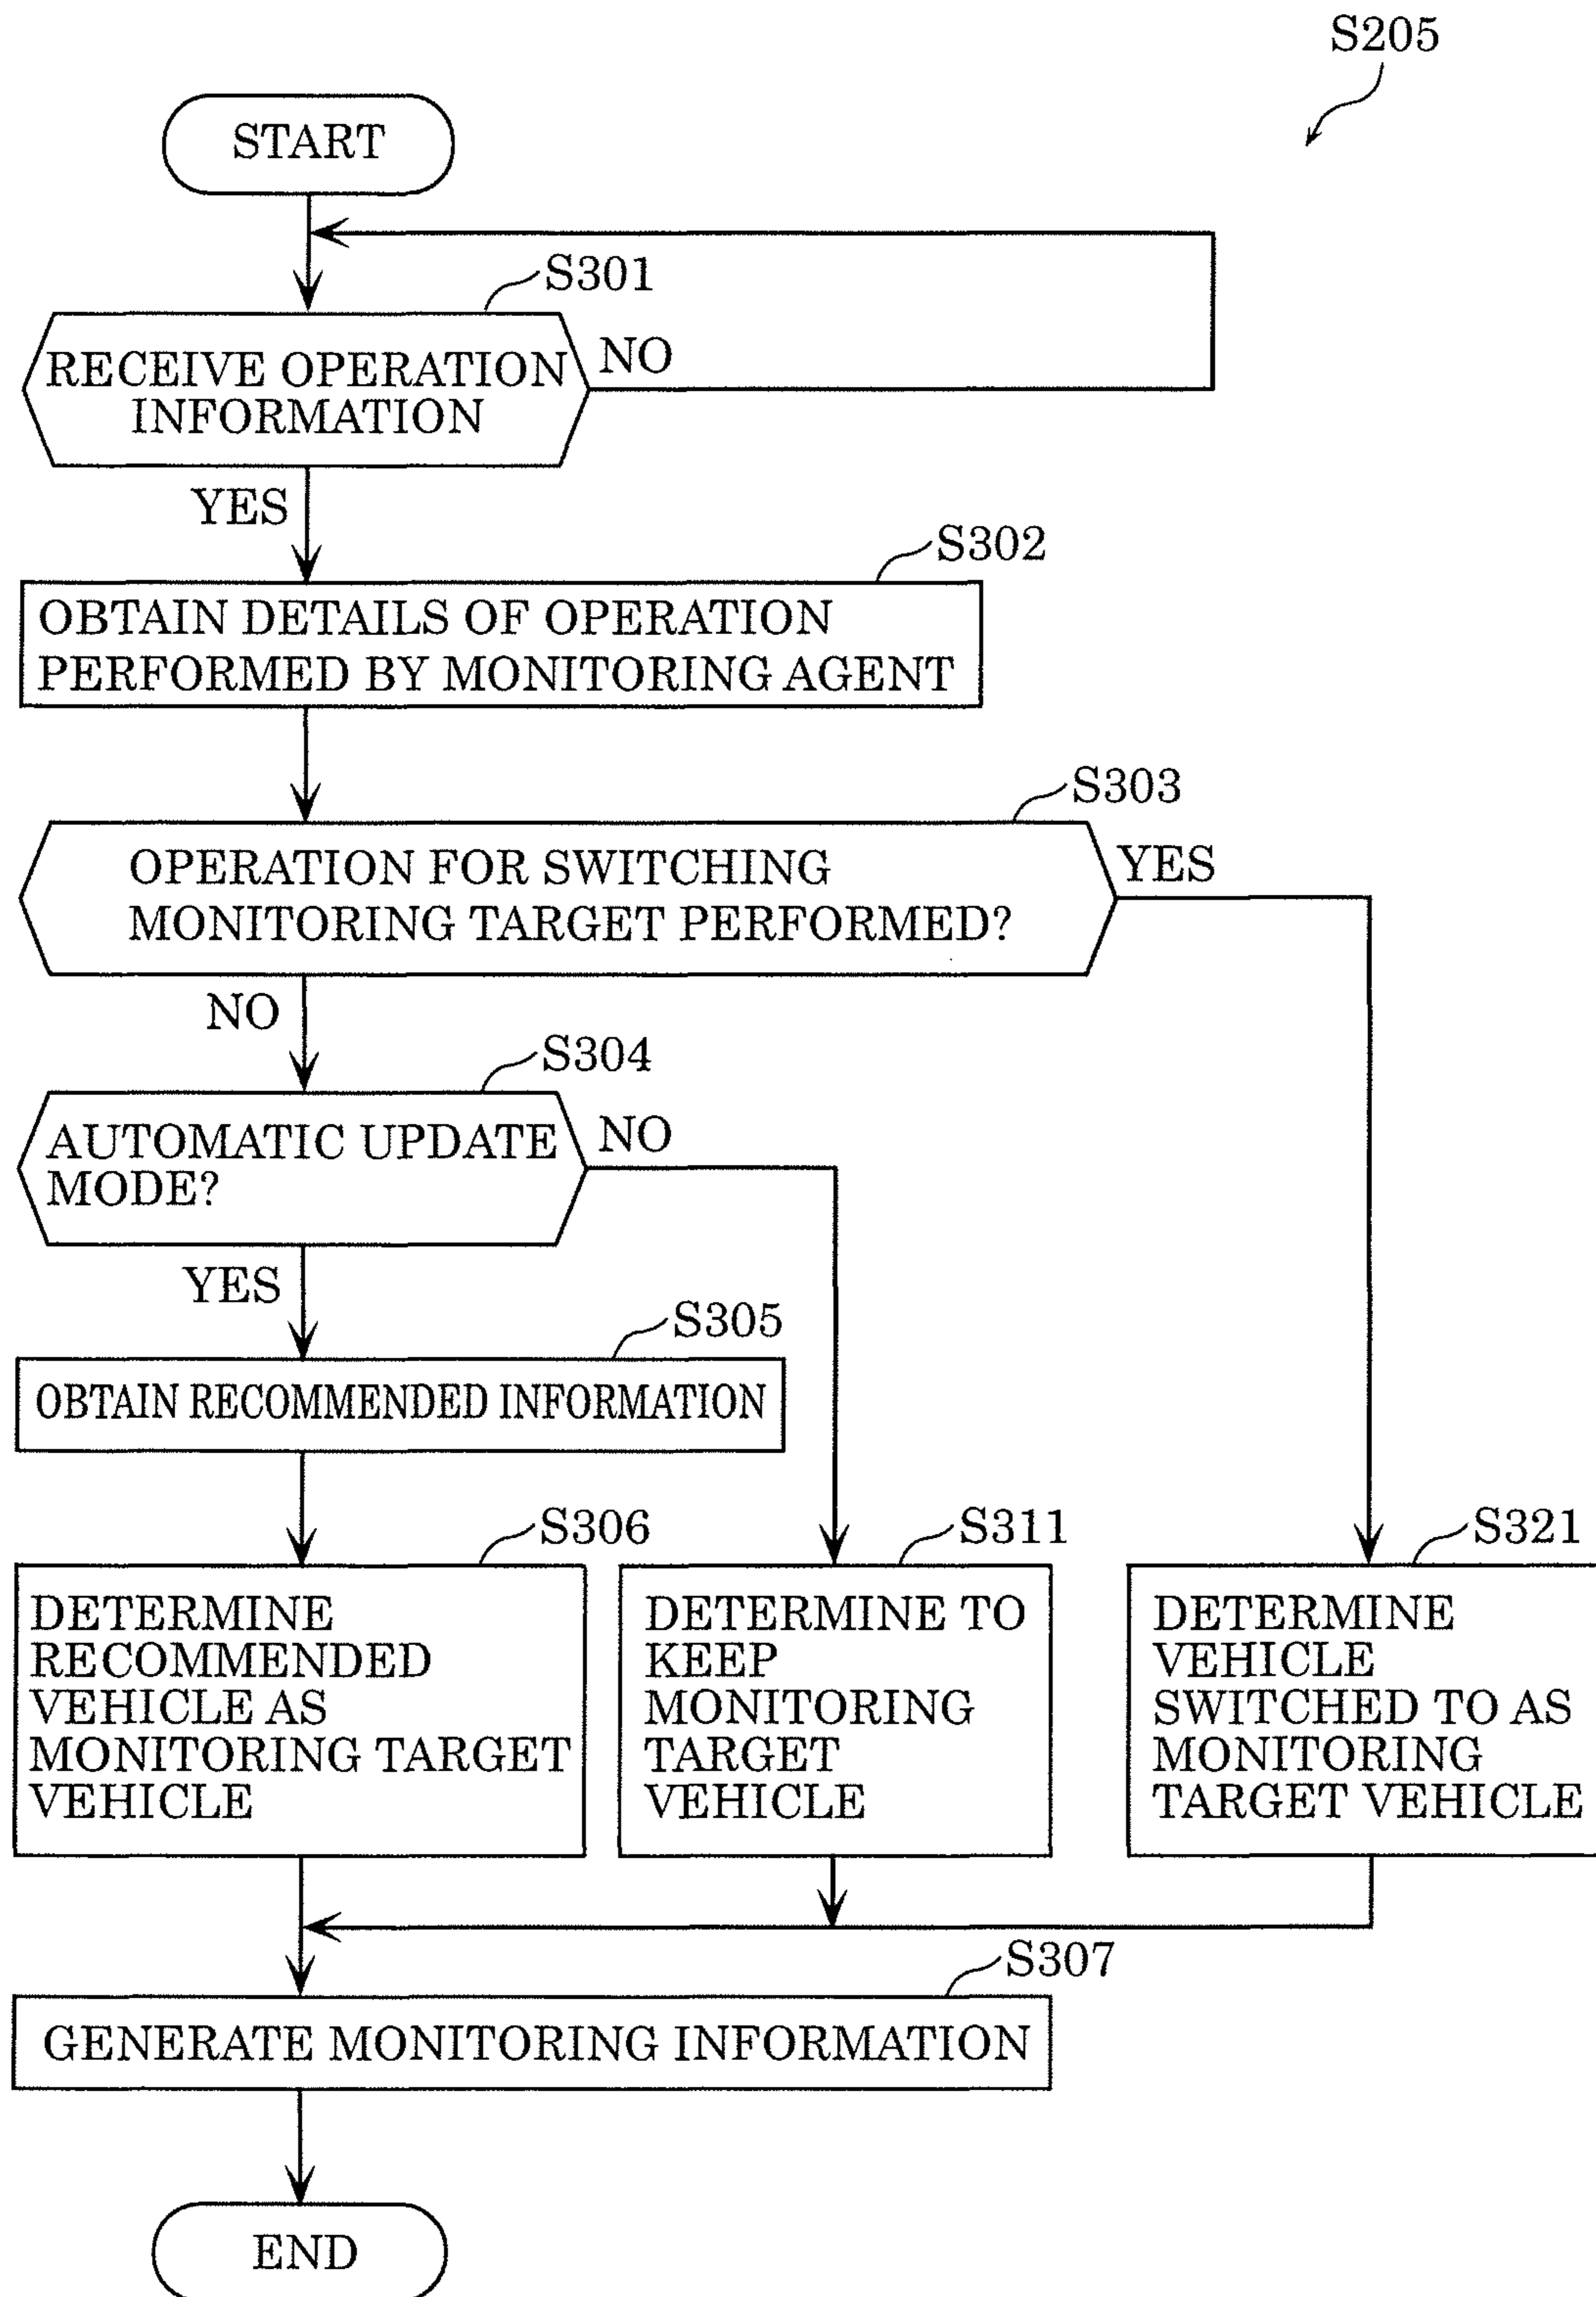 S205
START
S301
RECEIVE OPERATION
INFORMATION
NO
YES
S302
OBTAIN DETAILS OF OPERATION
PERFORMED BY MONITORING AGENT
S303
OPERATION FOR SWITCHING
MONITORING TARGET PERFORMED?
YES
NO
S304
AUTOMATIC UPDATE
MODE?
NO
YES
S305
OBTAIN RECOMMENDED INFORMATION
S306
DETERMINE
RECOMMENDED
VEHICLE AS
MONITORING TARGET
VEHICLE
S311
DETERMINE TO
KEEP
MONITORING
TARGET
VEHICLE
S321
DETERMINE
VEHICLE
SWITCHED TO AS
MONITORING
TARGET VEHICLE
S307
GENERATE MONITORING INFORMATION
END